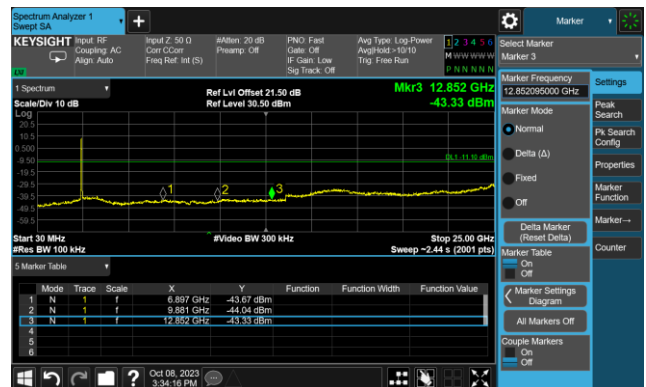 Spectrum Analyzer 1
Swept SA
Marker
KEYSIGHT
Input: RF
Coupling: AC
Align: Auto
Input Z: 50 Ω
Corr CCorr
Freq Ref: Int (S)
#Atten: 20 dB
Preamp: Off
PNO: Fast
Gate: Off
IF Gain: Low
Sig Track: Off
Avg Type: Log-Power
Avg|Hold:>10/10
Trig: Free Run
1 2 3 4 5 6
M W W W W W
P N N N N N
Select Marker
Marker 3
1 Spectrum
Scale/Div 10 dB
Log
Ref Lvl Offset 21.50 dB
Ref Level 30.50 dBm
Mkr3 12.852 GHz
-43.33 dBm
20.5
10.5
0.500
-9.50
-19.5
-29.5
-39.5
-49.5
-59.5
DL1 -11.10 dBm
1
2
3
Start 30 MHz
#Res BW 100 kHz
#Video BW 300 kHz
Stop 25.00 GHz
Sweep ~2.44 s (2001 pts)
5 Marker Table
Mode Trace Scale X Y Function Function Width Function Value
1 N 1 f 6.897 GHz -43.67 dBm
2 N 1 f 9.881 GHz -44.04 dBm
3 N 1 f 12.852 GHz -43.33 dBm
4
5
6
Marker Frequency
12.852095000 GHz
Marker Mode
Normal
Delta (Δ)
Fixed
Off
Delta Marker
(Reset Delta)
Marker Table
On
Off
Marker Settings
Diagram
All Markers Off
Couple Markers
On
Off
Settings
Peak
Search
Pk Search
Config
Properties
Marker
Function
Marker→
Counter
?
Oct 08, 2023
3:34:16 PM